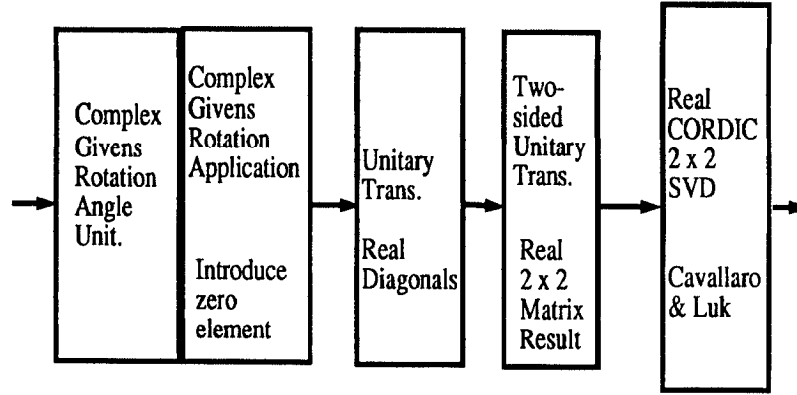 Complex
Givens
Rotation
Angle
Unit.
Complex
Givens
Rotation
Application
Introduce
zero
element
Unitary
Trans.
Real
Diagonals
Two-
sided
Unitary
Trans.
Real
2 x 2
Matrix
Result
Real
CORDIC
2 x 2
SVD
Cavallaro
& Luk